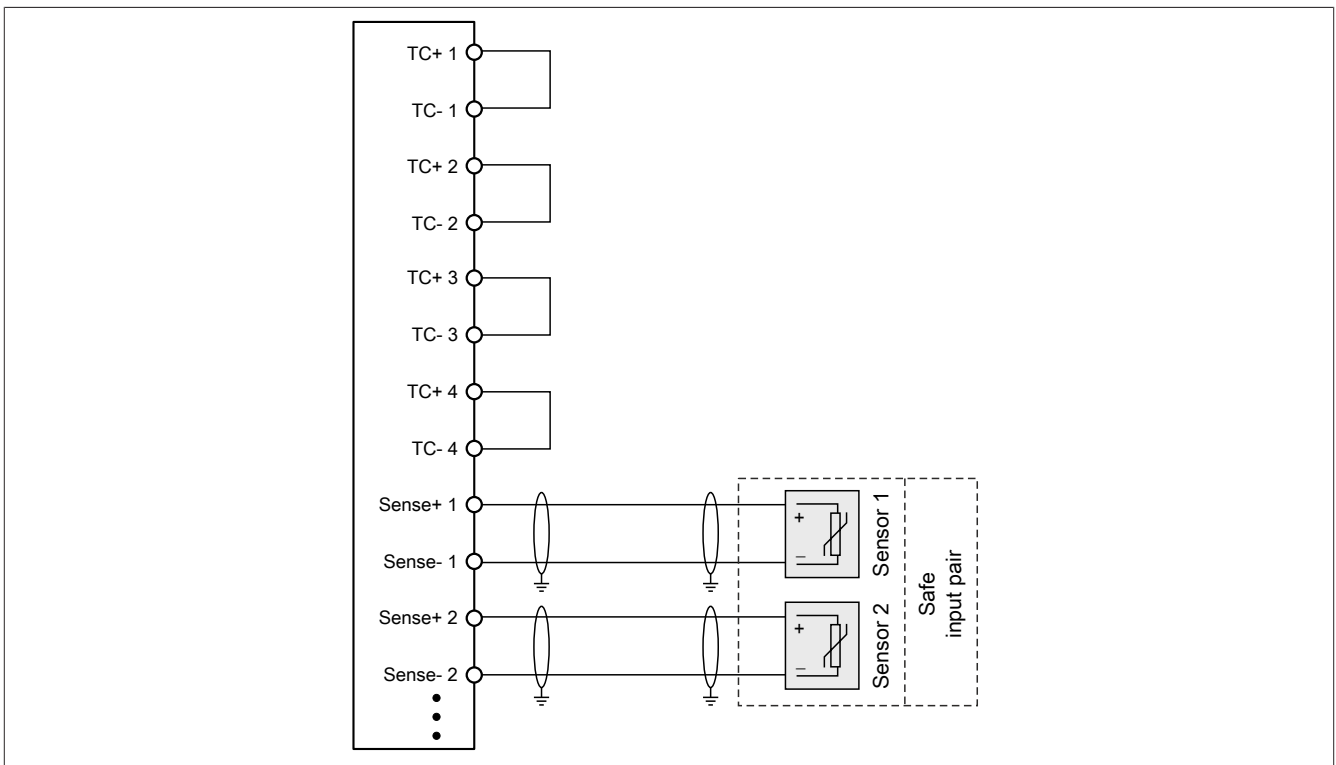 TC+ 1
TC- 1
TC+ 2
TC- 2
TC+ 3
TC- 3
TC+ 4
TC- 4
Sense+ 1
Sense- 1
Sense+ 2
Sense- 2
+
–
Sensor 1
+
–
Sensor 2
Safe
input pair